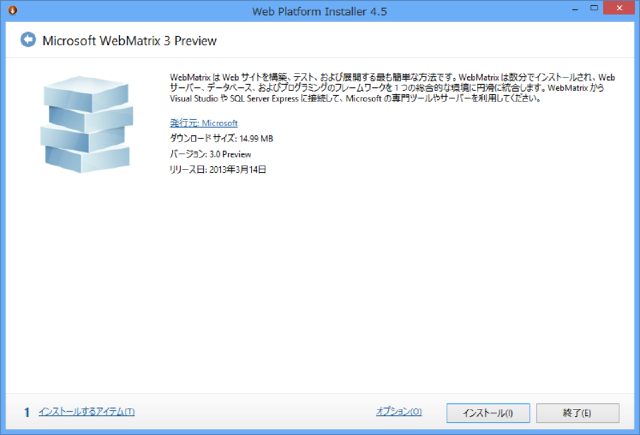 Web Platform Installer 4.5
Microsoft WebMatrix 3 Preview
WebMatrix は Web サイトを構築、テスト、および展開する最も簡単な方法です。WebMatrix は数分でインストールされ、Web
サーバー、データベース、およびプログラミングのフレームワークを 1 つの総合的な環境に円滑に統合します。WebMatrix から
Visual Studio や SQL Server Express に接続して、Microsoft の専門ツールやサーバーを利用してください。
発行元: Microsoft
ダウンロード サイズ: 14.99 MB
バージョン: 3.0 Preview
リリース日: 2013年3月14日
1 インストールするアイテム(T) オプション(O) インストール(I) 終了(E)